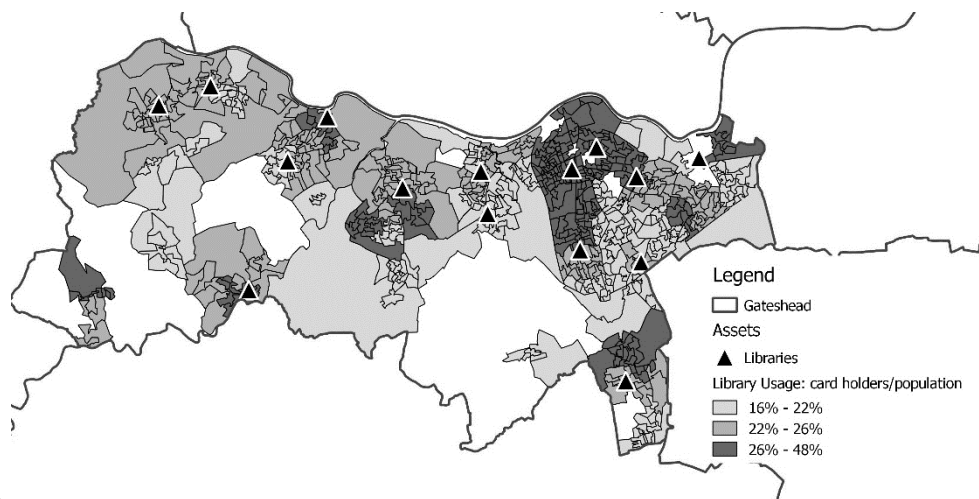 Legend
Gateshead
Assets
Libraries
Library Usage: card holders/population
16% - 22%
22% - 26%
26% - 48%